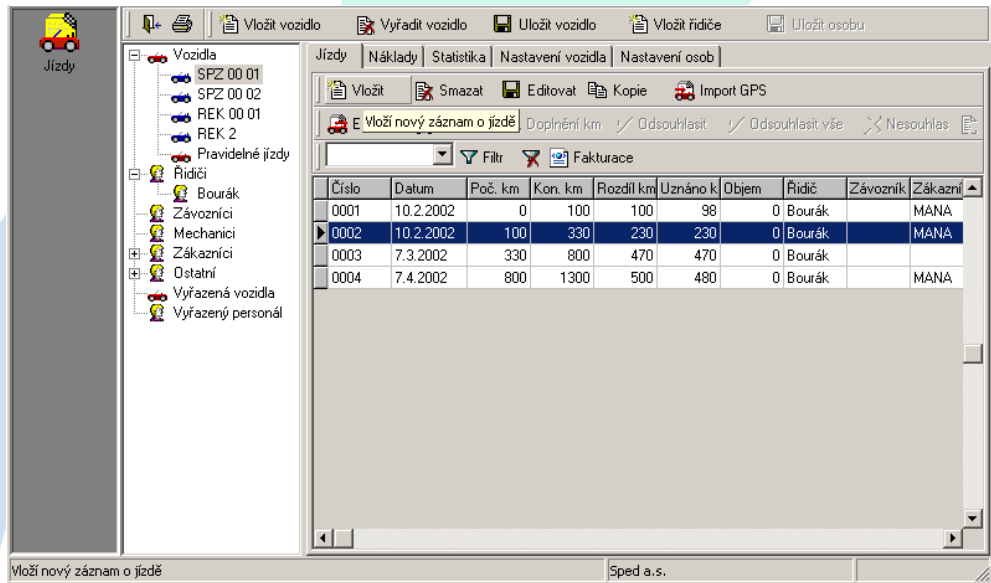 Vložit vozidlo Vyřadit vozidlo Uložit vozidlo Vložit řidiče Uložit osobu
Jízdy
Vozidla
SPZ 00 01
SPZ 00 02
REK 00 01
REK 2
Pravidelné jízdy
Řidiči
Bourák
Závozníci
Mechanici
Zákazníci
Ostatní
Vyřazená vozidla
Vyřazený personál
Jízdy Náklady Statistika Nastavení vozidla Nastavení osob
Vložit Smazat Editovat Kopie Import GPS
E Vloží nový záznam o jízdě Doplnění km Odsouhlasit Odsouhlasit vše Nesouhlas
Filtr Fakturace
Číslo Datum Poč. km Kon. km Rozdíl km Uznáno k Objem Řidič Závozník Zákazní
0001 10.2.2002 0 100 100 98 0 Bourák MANA
0002 10.2.2002 100 330 230 230 0 Bourák MANA
0003 7.3.2002 330 800 470 470 0 Bourák
0004 7.4.2002 800 1300 500 480 0 Bourák MANA
Vloží nový záznam o jízdě Sped a.s.